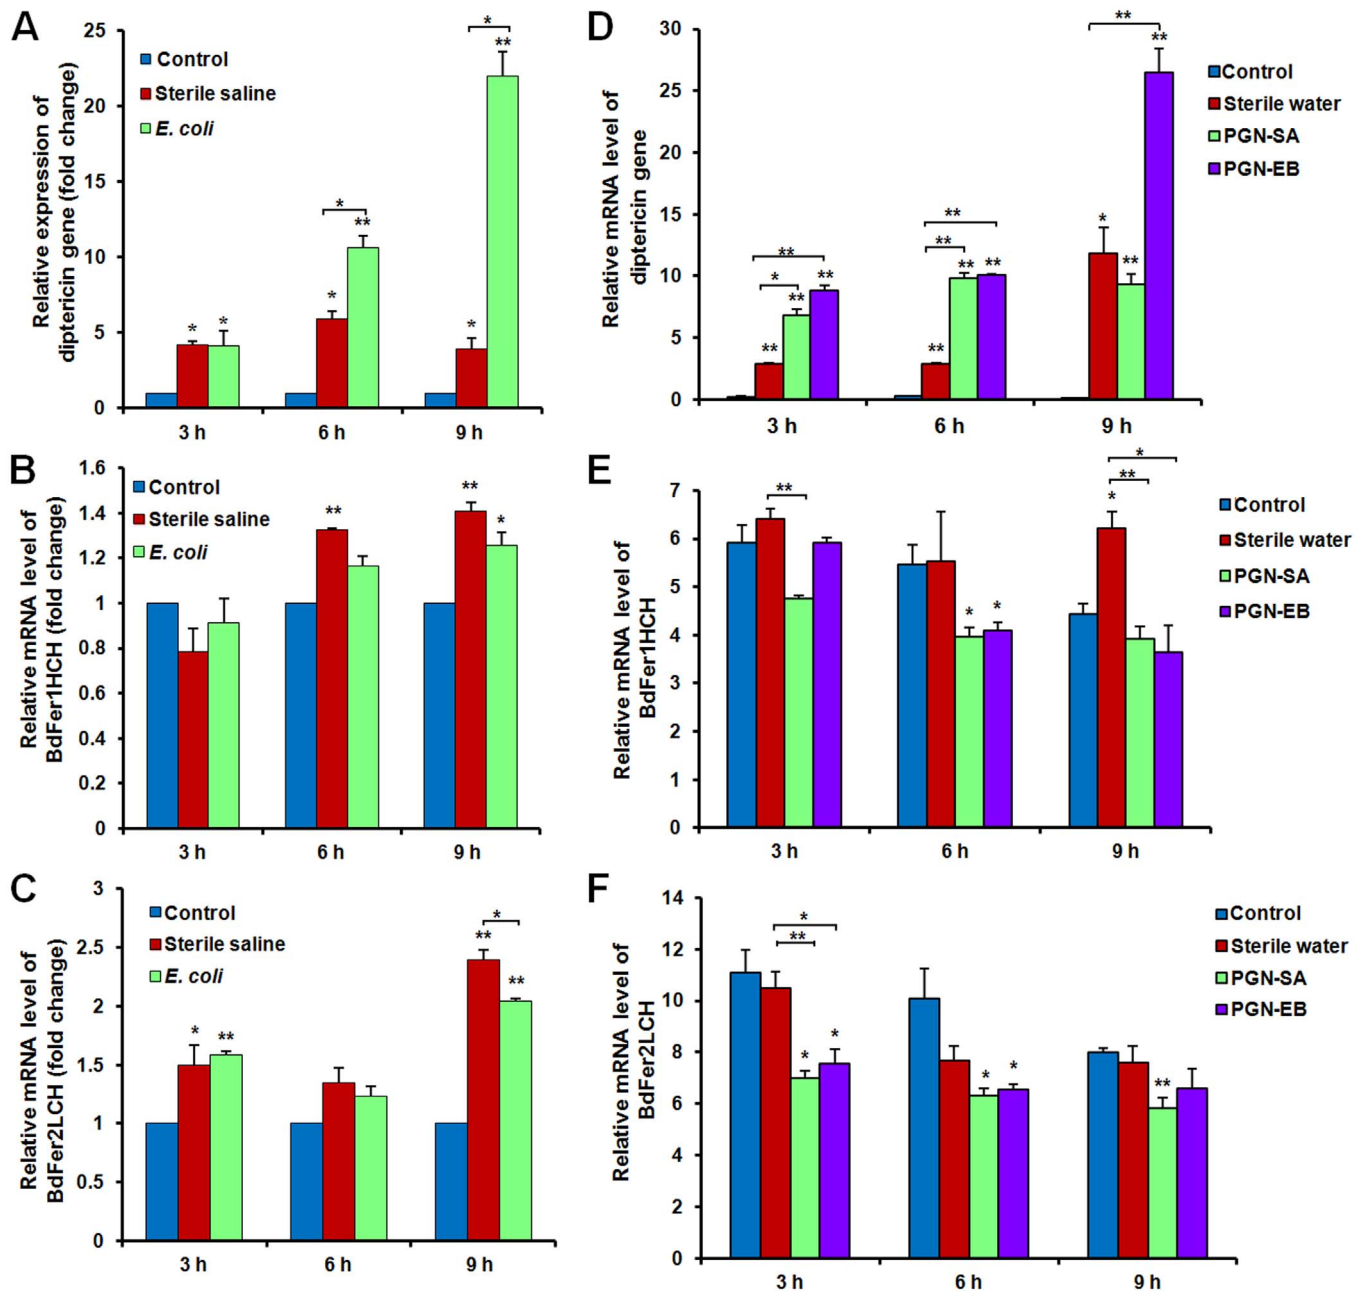 A
Relative expression of
diptericin gene (fold change)
25
20
15
10
5
0
Control
Sterile saline
E. coli
*
*
*
*
**
*
*
**
*
3 h
6 h
9 h
D
Relative mRNA level of
diptericin gene
30
25
20
15
10
5
0
Control
Sterile water
PGN-SA
PGN-EB
**
*
**
**
**
**
**
**
**
**
**
**
*
**
3 h
6 h
9 h
B
Relative mRNA level of
BdFer1HCH (fold change)
1.6
1.4
1.2
1
0.8
0.6
0.4
0.2
0
Control
Sterile saline
E. coli
**
**
*
3 h
6 h
9 h
E
Relative mRNA level of
BdFer1HCH
7
6
5
4
3
2
1
0
Control
Sterile water
PGN-SA
PGN-EB
**
*
*
*
**
*
3 h
6 h
9 h
C
Relative mRNA level of
BdFer2LCH (fold change)
3
2.5
2
1.5
1
0.5
0
Control
Sterile saline
E. coli
*
**
*
**
**
3 h
6 h
9 h
F
Relative mRNA level of
BdFer2LCH
14
12
10
8
6
4
2
0
Control
Sterile water
PGN-SA
PGN-EB
*
**
*
*
*
*
**
3 h
6 h
9 h